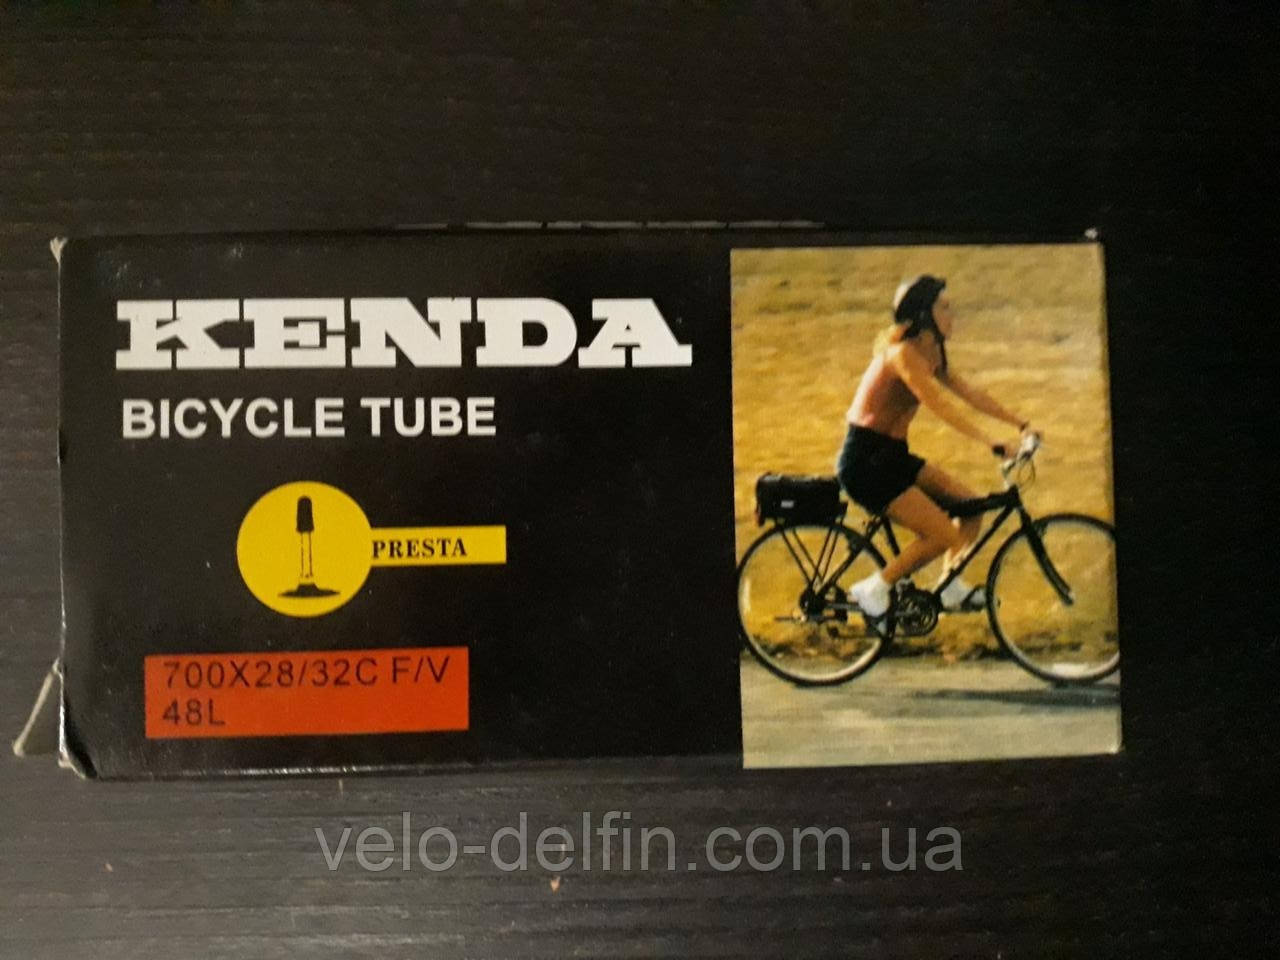 KENDA
BICYCLE TUBE
PRESTA
700X28/32C F/V
48L
velo-delfin.com.ua